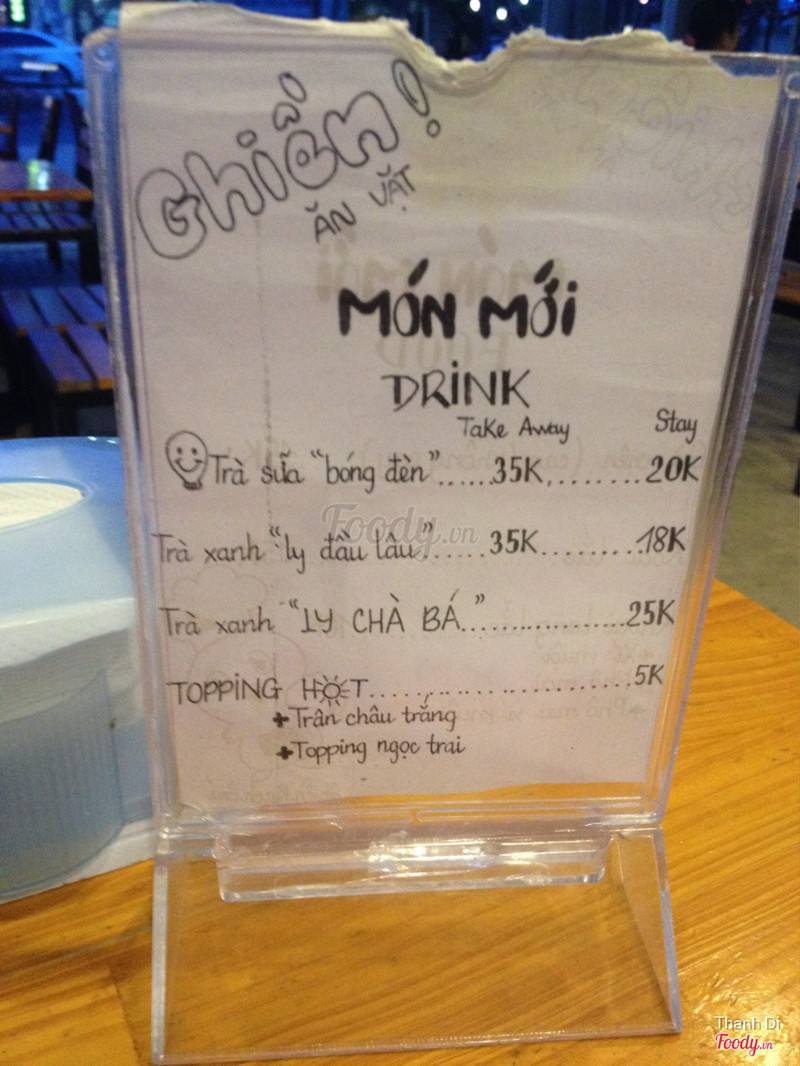 Ghiền!
ĂN VẶT
MÓN MỚI
DRINK
Take Away Stay
Trà sữa "bóng đèn"......35K,.......20K
Trà xanh "ly đầu lâu"......35K.........18K
Trà xanh "LY CHÀ BÁ.."................25K
TOPPING HOT............................5K
+Trân châu trắng
+Topping ngọc trai
Foody.vn
Thanh Di
Foody.vn